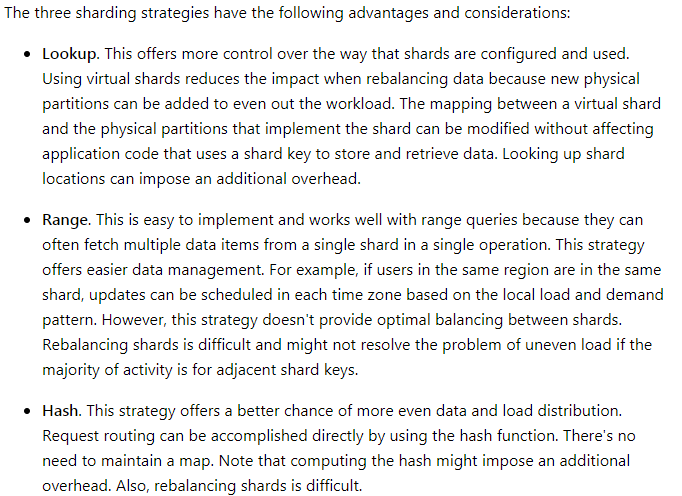 The three sharding strategies have the following advantages and considerations:
• Lookup. This offers more control over the way that shards are configured and used.
Using virtual shards reduces the impact when rebalancing data because new physical
partitions can be added to even out the workload. The mapping between a virtual shard
and the physical partitions that implement the shard can be modified without affecting
application code that uses a shard key to store and retrieve data. Looking up shard
locations can impose an additional overhead.
• Range. This is easy to implement and works well with range queries because they can
often fetch multiple data items from a single shard in a single operation. This strategy
offers easier data management. For example, if users in the same region are in the same
shard, updates can be scheduled in each time zone based on the local load and demand
pattern. However, this strategy doesn't provide optimal balancing between shards.
Rebalancing shards is difficult and might not resolve the problem of uneven load if the
majority of activity is for adjacent shard keys.
• Hash. This strategy offers a better chance of more even data and load distribution.
Request routing can be accomplished directly by using the hash function. There's no
need to maintain a map. Note that computing the hash might impose an additional
overhead. Also, rebalancing shards is difficult.